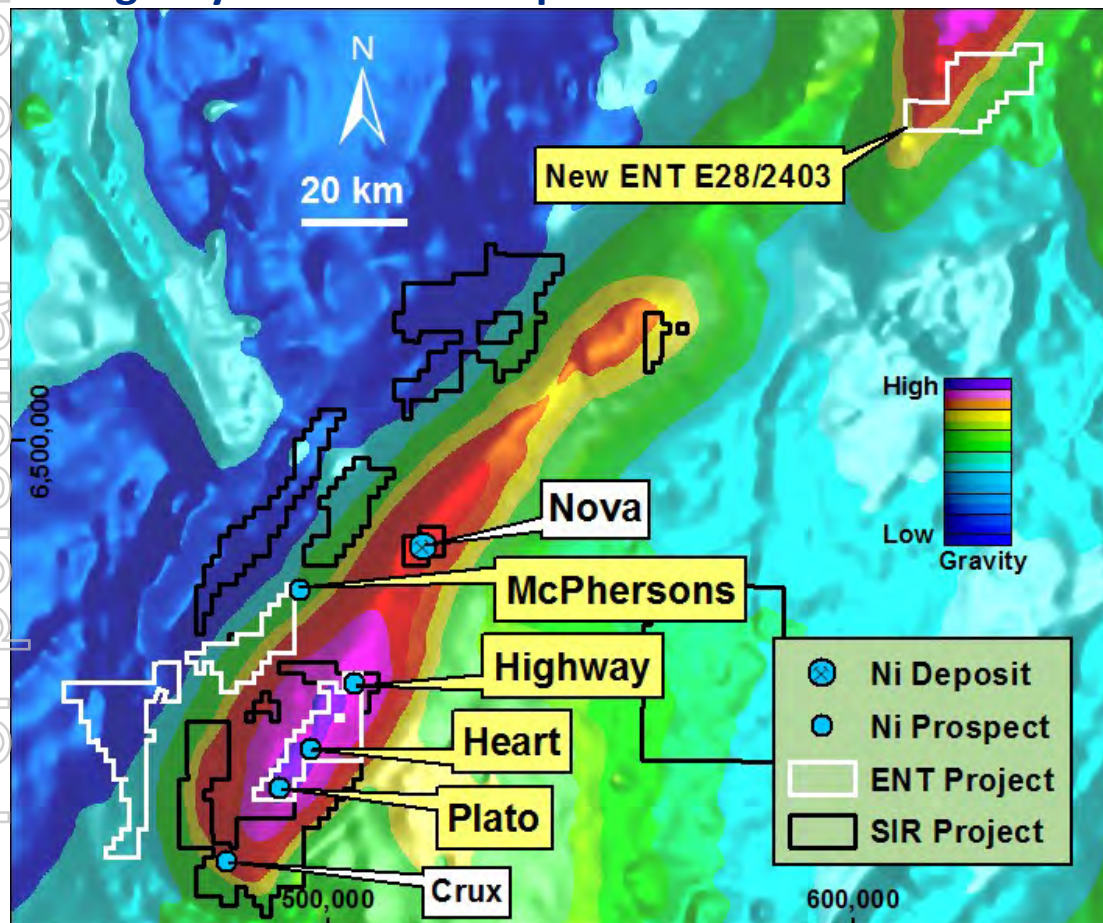 N
20 km
New ENT E28/2403
6,500,000
High
Low
Gravity
Nova
McPhersons
Highway
Heart
Plato
Crux
Ni Deposit
Ni Prospect
ENT Project
SIR Project
500,000
600,000